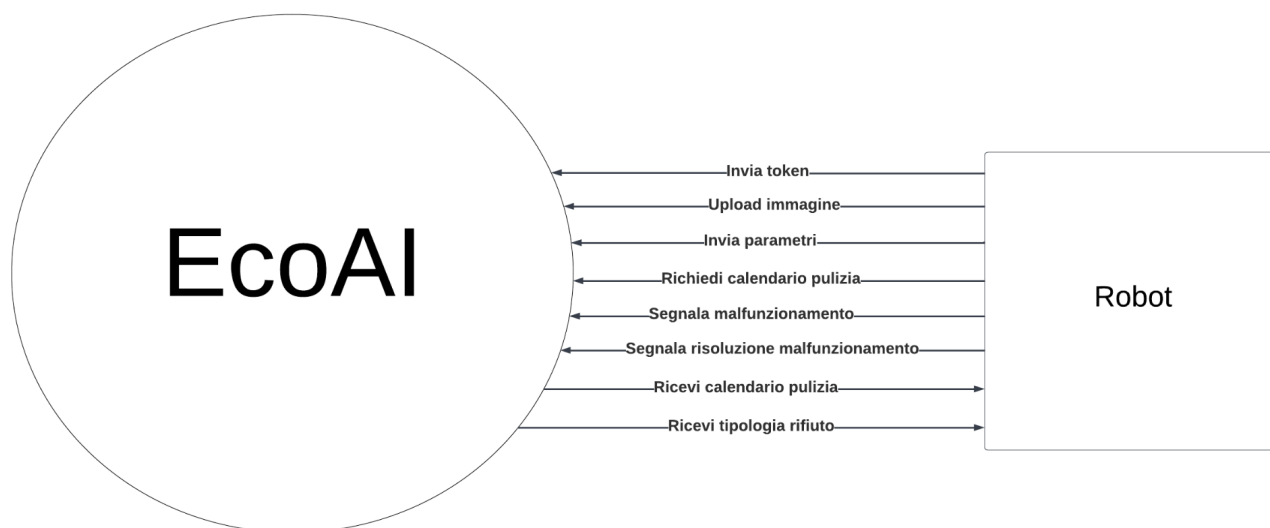 EcoAI
Invia token
Upload immagine
Invia parametri
Richiedi calendario pulizia
Segnala malfunzionamento
Segnala risoluzione malfunzionamento
Ricevi calendario pulizia
Ricevi tipologia rifiuto
Robot